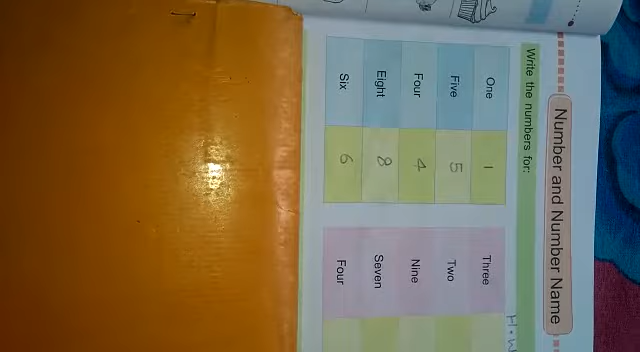 Number and Number Name
Write the numbers for:
H.W
One 1
Five 5
Four 4
Eight 8
Six 6
Three
Two
Nine
Seven
Four